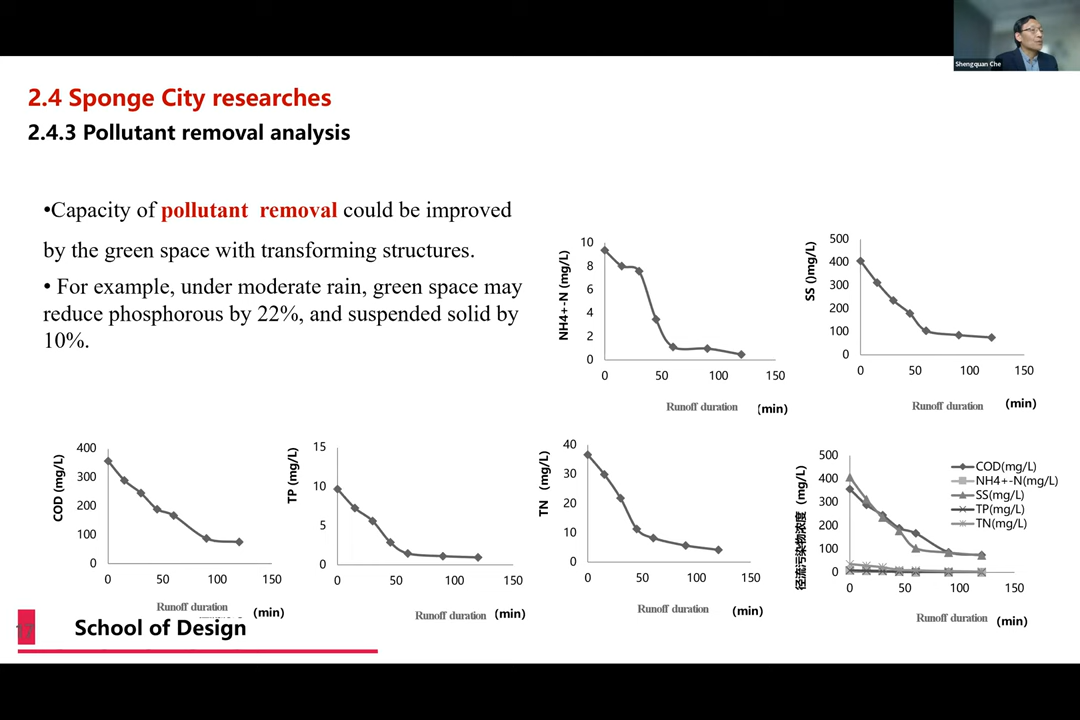 Shengquan Che
2.4 Sponge City researches
2.4.3 Pollutant removal analysis
•Capacity of pollutant removal could be improved
by the green space with transforming structures.
• For example, under moderate rain, green space may
reduce phosphorous by 22%, and suspended solid by
10%.
NH4+-N (mg/L)
10
8
6
4
2
0
0 50 100 150
Runoff duration (min)
SS ()mg/L)
500
400
300
200
100
0
0 50 100 150
Runoff duration (min)
COD (mg/L)
400
300
200
100
0
0 50 100 150
Runoff duration (min)
TP (mg/L)
15
10
5
0
0 50 100 150
Runoff duration (min)
TN (mg/L)
40
30
20
10
0
0 50 100 150
Runoff duration (min)
径流污染物浓度 (mg/L)
500
400
300
200
100
0
0 50 100 150
Runoff duration (min)
COD(mg/L)
NH4+-N(mg/L)
SS(mg/L)
TP(mg/L)
TN(mg/L)
School of Design